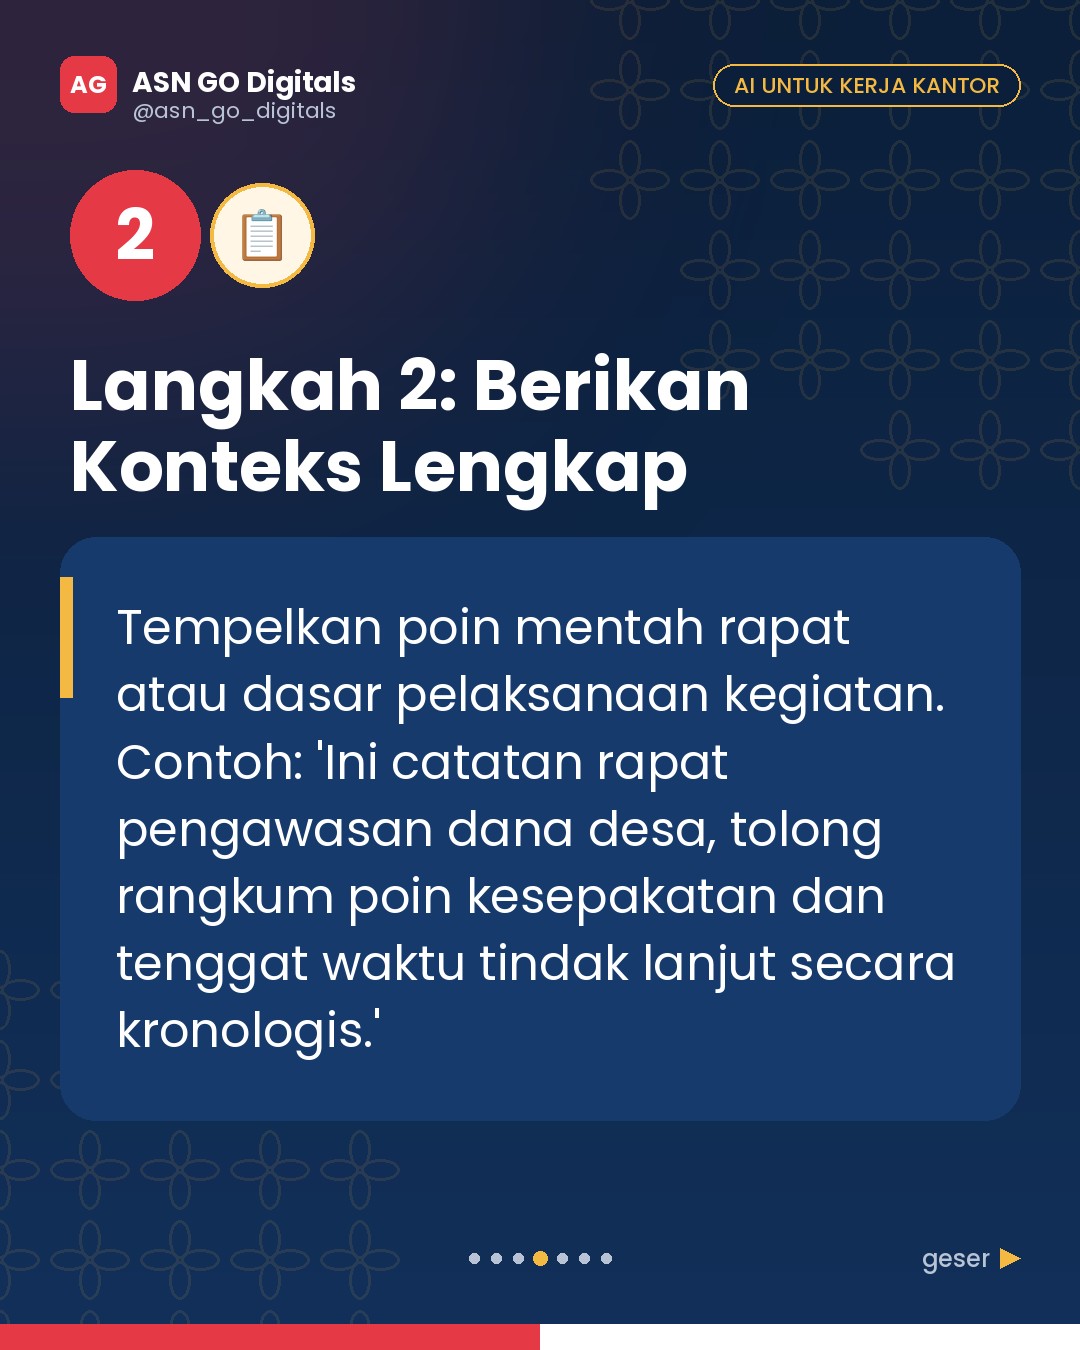 AG
ASN GO Digitals
@asn_go_digitals
AI UNTUK KERJA KANTOR
2
Langkah 2: Berikan
Konteks Lengkap
Tempelkan poin mentah rapat
atau dasar pelaksanaan kegiatan.
Contoh: 'Ini catatan rapat
pengawasan dana desa, tolong
rangkum poin kesepakatan dan
tenggat waktu tindak lanjut secara
kronologis.'
geser